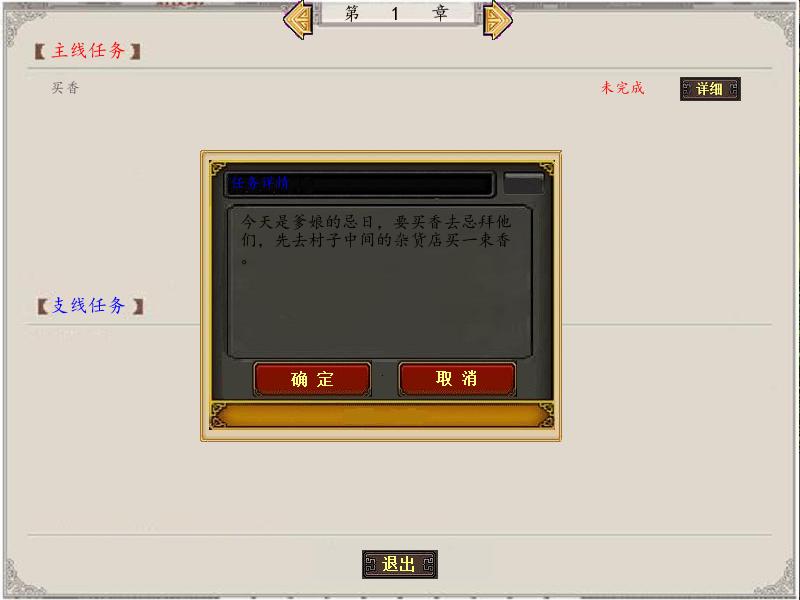 第 1 章
【主线任务】
买香 未完成 详细
任务详情
今天是爹娘的忌日，要买香去忌拜他
们，先去村子中间的杂货店买一束香
。
确定 取消
【支线任务】
退出